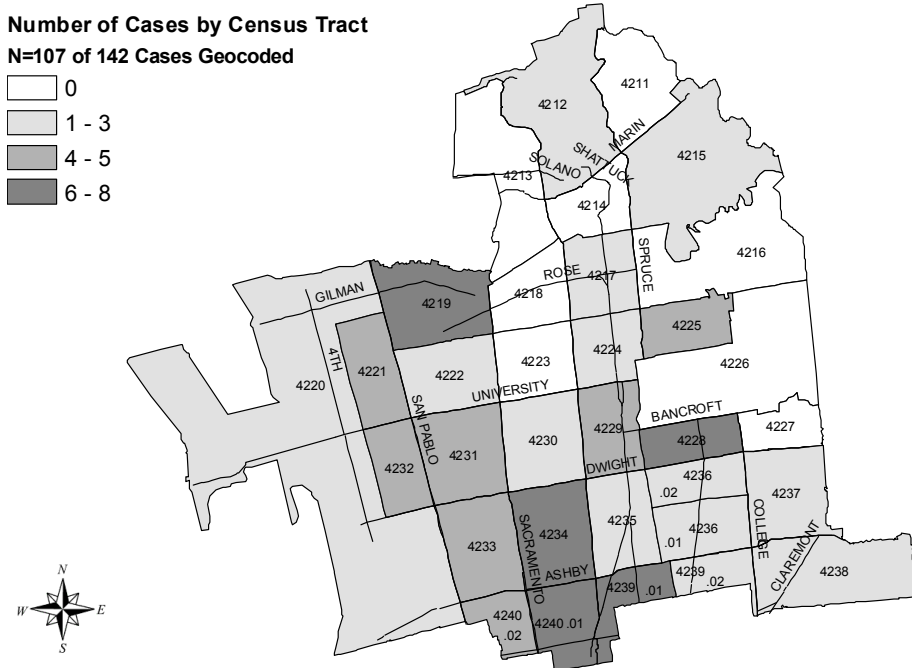 Number of Cases by Census Tract
N=107 of 142 Cases Geocoded
0
1 - 3
4 - 5
6 - 8
4211
4212
MARIN
SHATTUCK
SOLANO
4215
4213
4214
SPRUCE
4216
ROSE
4217
GILMAN
4218
4219
4225
4TH
4220
4221
4222
4223
4224
4226
UNIVERSITY
SAN PABLO
BANCROFT
4227
4228
4229
4230
4231
4232
DWIGHT
4236
.02
4237
COLLEGE
4235
4236
.01
4234
SACRAMENTO
4233
CLAREMONT
ASHBY
4239
.01
4239
.02
4238
4240
.02
4240 .01
N
W
E
S